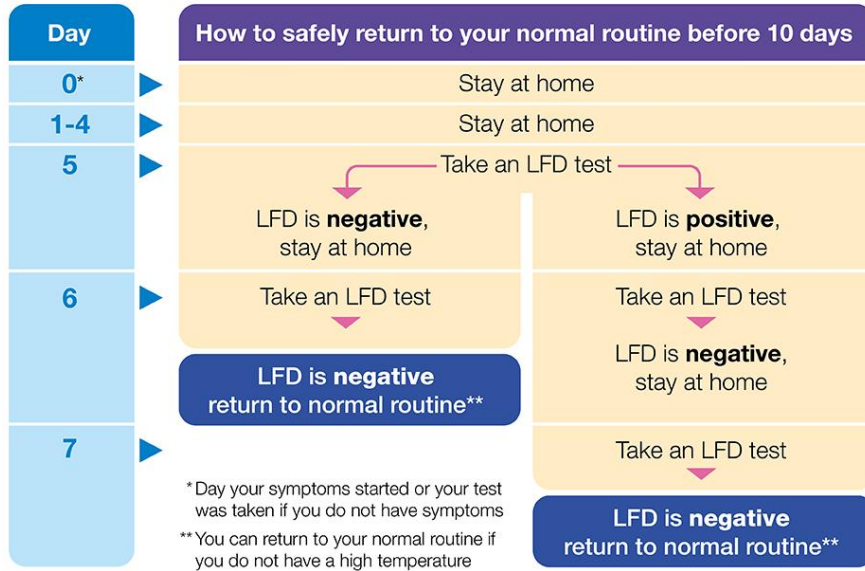 Day
How to safely return to your normal routine before 10 days
0*
Stay at home
1-4
Stay at home
5
Take an LFD test
LFD is negative,
stay at home
LFD is positive,
stay at home
6
Take an LFD test
LFD is negative
return to normal routine**
Take an LFD test
LFD is negative,
stay at home
7
Take an LFD test
LFD is negative
return to normal routine**
* Day your symptoms started or your test
was taken if you do not have symptoms
** You can return to your normal routine if
you do not have a high temperature